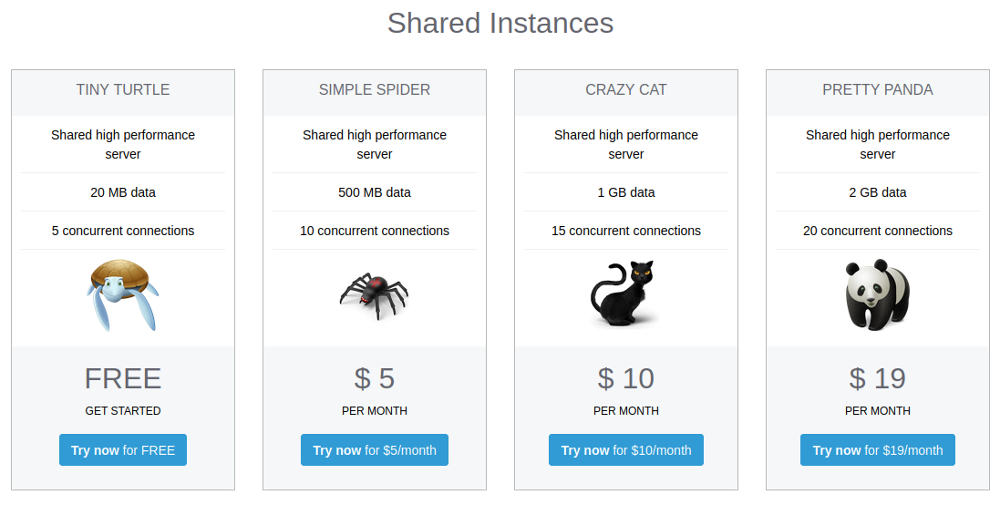 Shared Instances
TINY TURTLE
Shared high performance
server
20 MB data
5 concurrent connections
FREE
GET STARTED
Try now for FREE
SIMPLE SPIDER
Shared high performance
server
500 MB data
10 concurrent connections
$ 5
PER MONTH
Try now for $5/month
CRAZY CAT
Shared high performance
server
1 GB data
15 concurrent connections
$ 10
PER MONTH
Try now for $10/month
PRETTY PANDA
Shared high performance
server
2 GB data
20 concurrent connections
$ 19
PER MONTH
Try now for $19/month